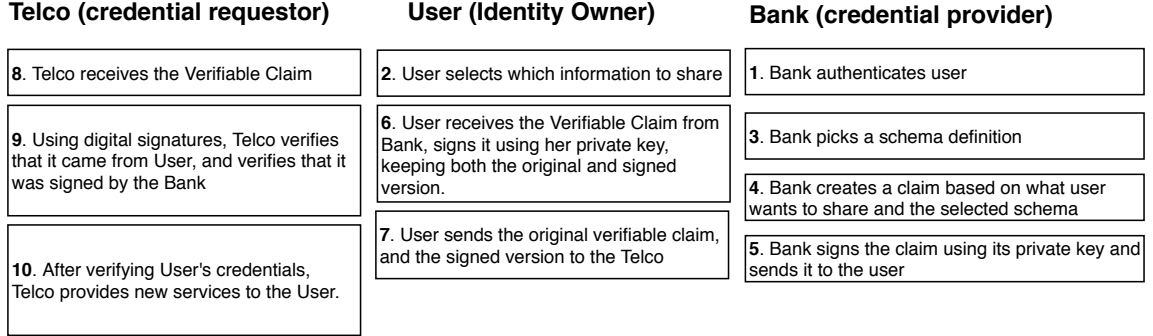 Telco (credential requestor)
8. Telco receives the Verifiable Claim
9. Using digital signatures, Telco verifies
that it came from User, and verifies that it
was signed by the Bank
10. After verifying User's credentials,
Telco provides new services to the User.
User (Identity Owner)
2. User selects which information to share
6. User receives the Verifiable Claim from
Bank, signs it using her private key,
keeping both the original and signed
version.
7. User sends the original verifiable claim,
and the signed version to the Telco
Bank (credential provider)
1. Bank authenticates user
3. Bank picks a schema definition
4. Bank creates a claim based on what user
wants to share and the selected schema
5. Bank signs the claim using its private key and
sends it to the user